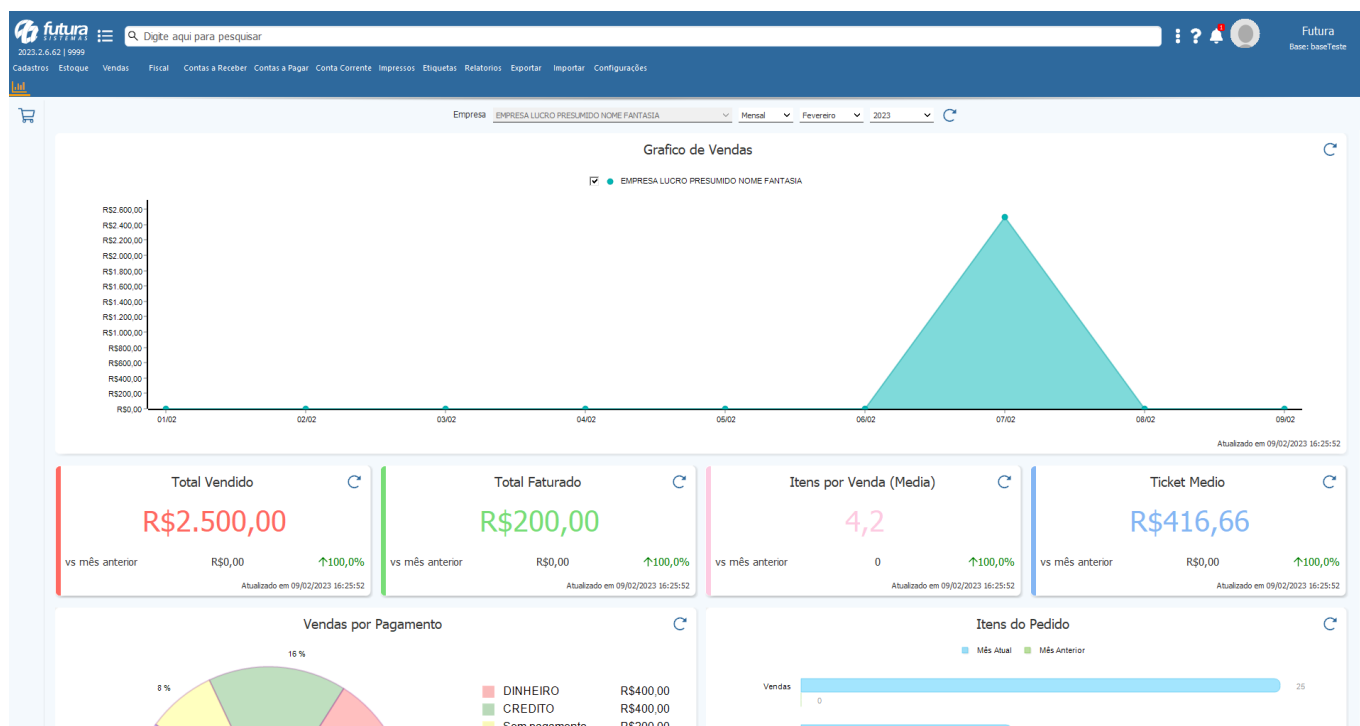 futura
SISTEMAS
Digite aqui para pesquisar
1
Futura
2023.2.6.62 | 9999
Base: baseTeste
Cadastros Estoque Vendas Fiscal Contas a Receber Contas a Pagar Conta Corrente Impressos Etiquetas Relatorios Exportar Importar Configurações
Empresa EMPRESA LUCRO PRESUMIDO NOME FANTASIA Mensal Fevereiro 2023
Grafico de Vendas
EMPRESA LUCRO PRESUMIDO NOME FANTASIA
R$2.600,00
R$2.400,00
R$2.200,00
R$2.000,00
R$1.800,00
R$1.600,00
R$1.400,00
R$1.200,00
R$1.000,00
R$800,00
R$600,00
R$400,00
R$200,00
R$0,00
01/02 02/02 03/02 04/02 05/02 06/02 07/02 08/02 09/02
Atualizado em 09/02/2023 16:25:52
Total Vendido
R$2.500,00
vs mês anterior R$0,00 ↑100,0%
Atualizado em 09/02/2023 16:25:52
Total Faturado
R$200,00
vs mês anterior R$0,00 ↑100,0%
Atualizado em 09/02/2023 16:25:52
Itens por Venda (Media)
4,2
vs mês anterior 0 ↑100,0%
Atualizado em 09/02/2023 16:25:52
Ticket Medio
R$416,66
vs mês anterior R$0,00 ↑100,0%
Atualizado em 09/02/2023 16:25:52
Vendas por Pagamento
16 %
8 %
DINHEIRO R$400,00
CREDITO R$400,00
Sem pagamento R$200,00
Itens do Pedido
Mês Atual Mês Anterior
Vendas 25
0